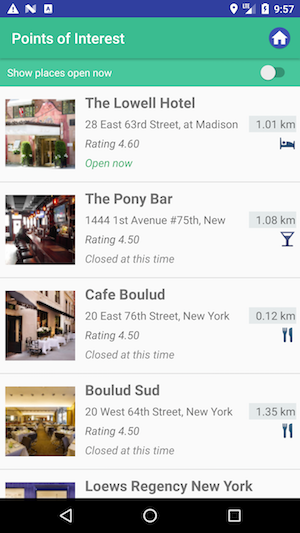 9:57
Points of Interest
Show places open now
The Lowell Hotel
28 East 63rd Street, at Madison
1.01 km
Rating 4.60
Open now
The Pony Bar
1444 1st Avenue #75th, New
1.08 km
Rating 4.50
Closed at this time
Cafe Boulud
20 East 76th Street, New York
0.12 km
Rating 4.50
Closed at this time
Boulud Sud
20 West 64th Street, New York
1.35 km
Rating 4.50
Closed at this time
Loews Regency New York